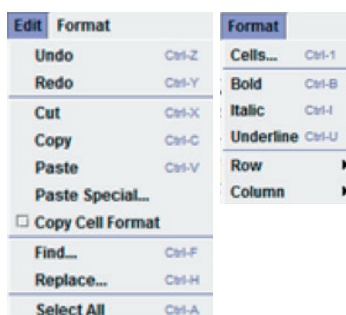 Edit Format
Undo Ctrl-Z
Redo Ctrl-Y
Cut Ctrl-X
Copy Ctrl-C
Paste Ctrl-V
Paste Special...
Copy Cell Format
Find... Ctrl-F
Replace... Ctrl-H
Select All Ctrl-A
Format
Cells... Ctrl-1
Bold Ctrl-B
Italic Ctrl-I
Underline Ctrl-U
Row
Column